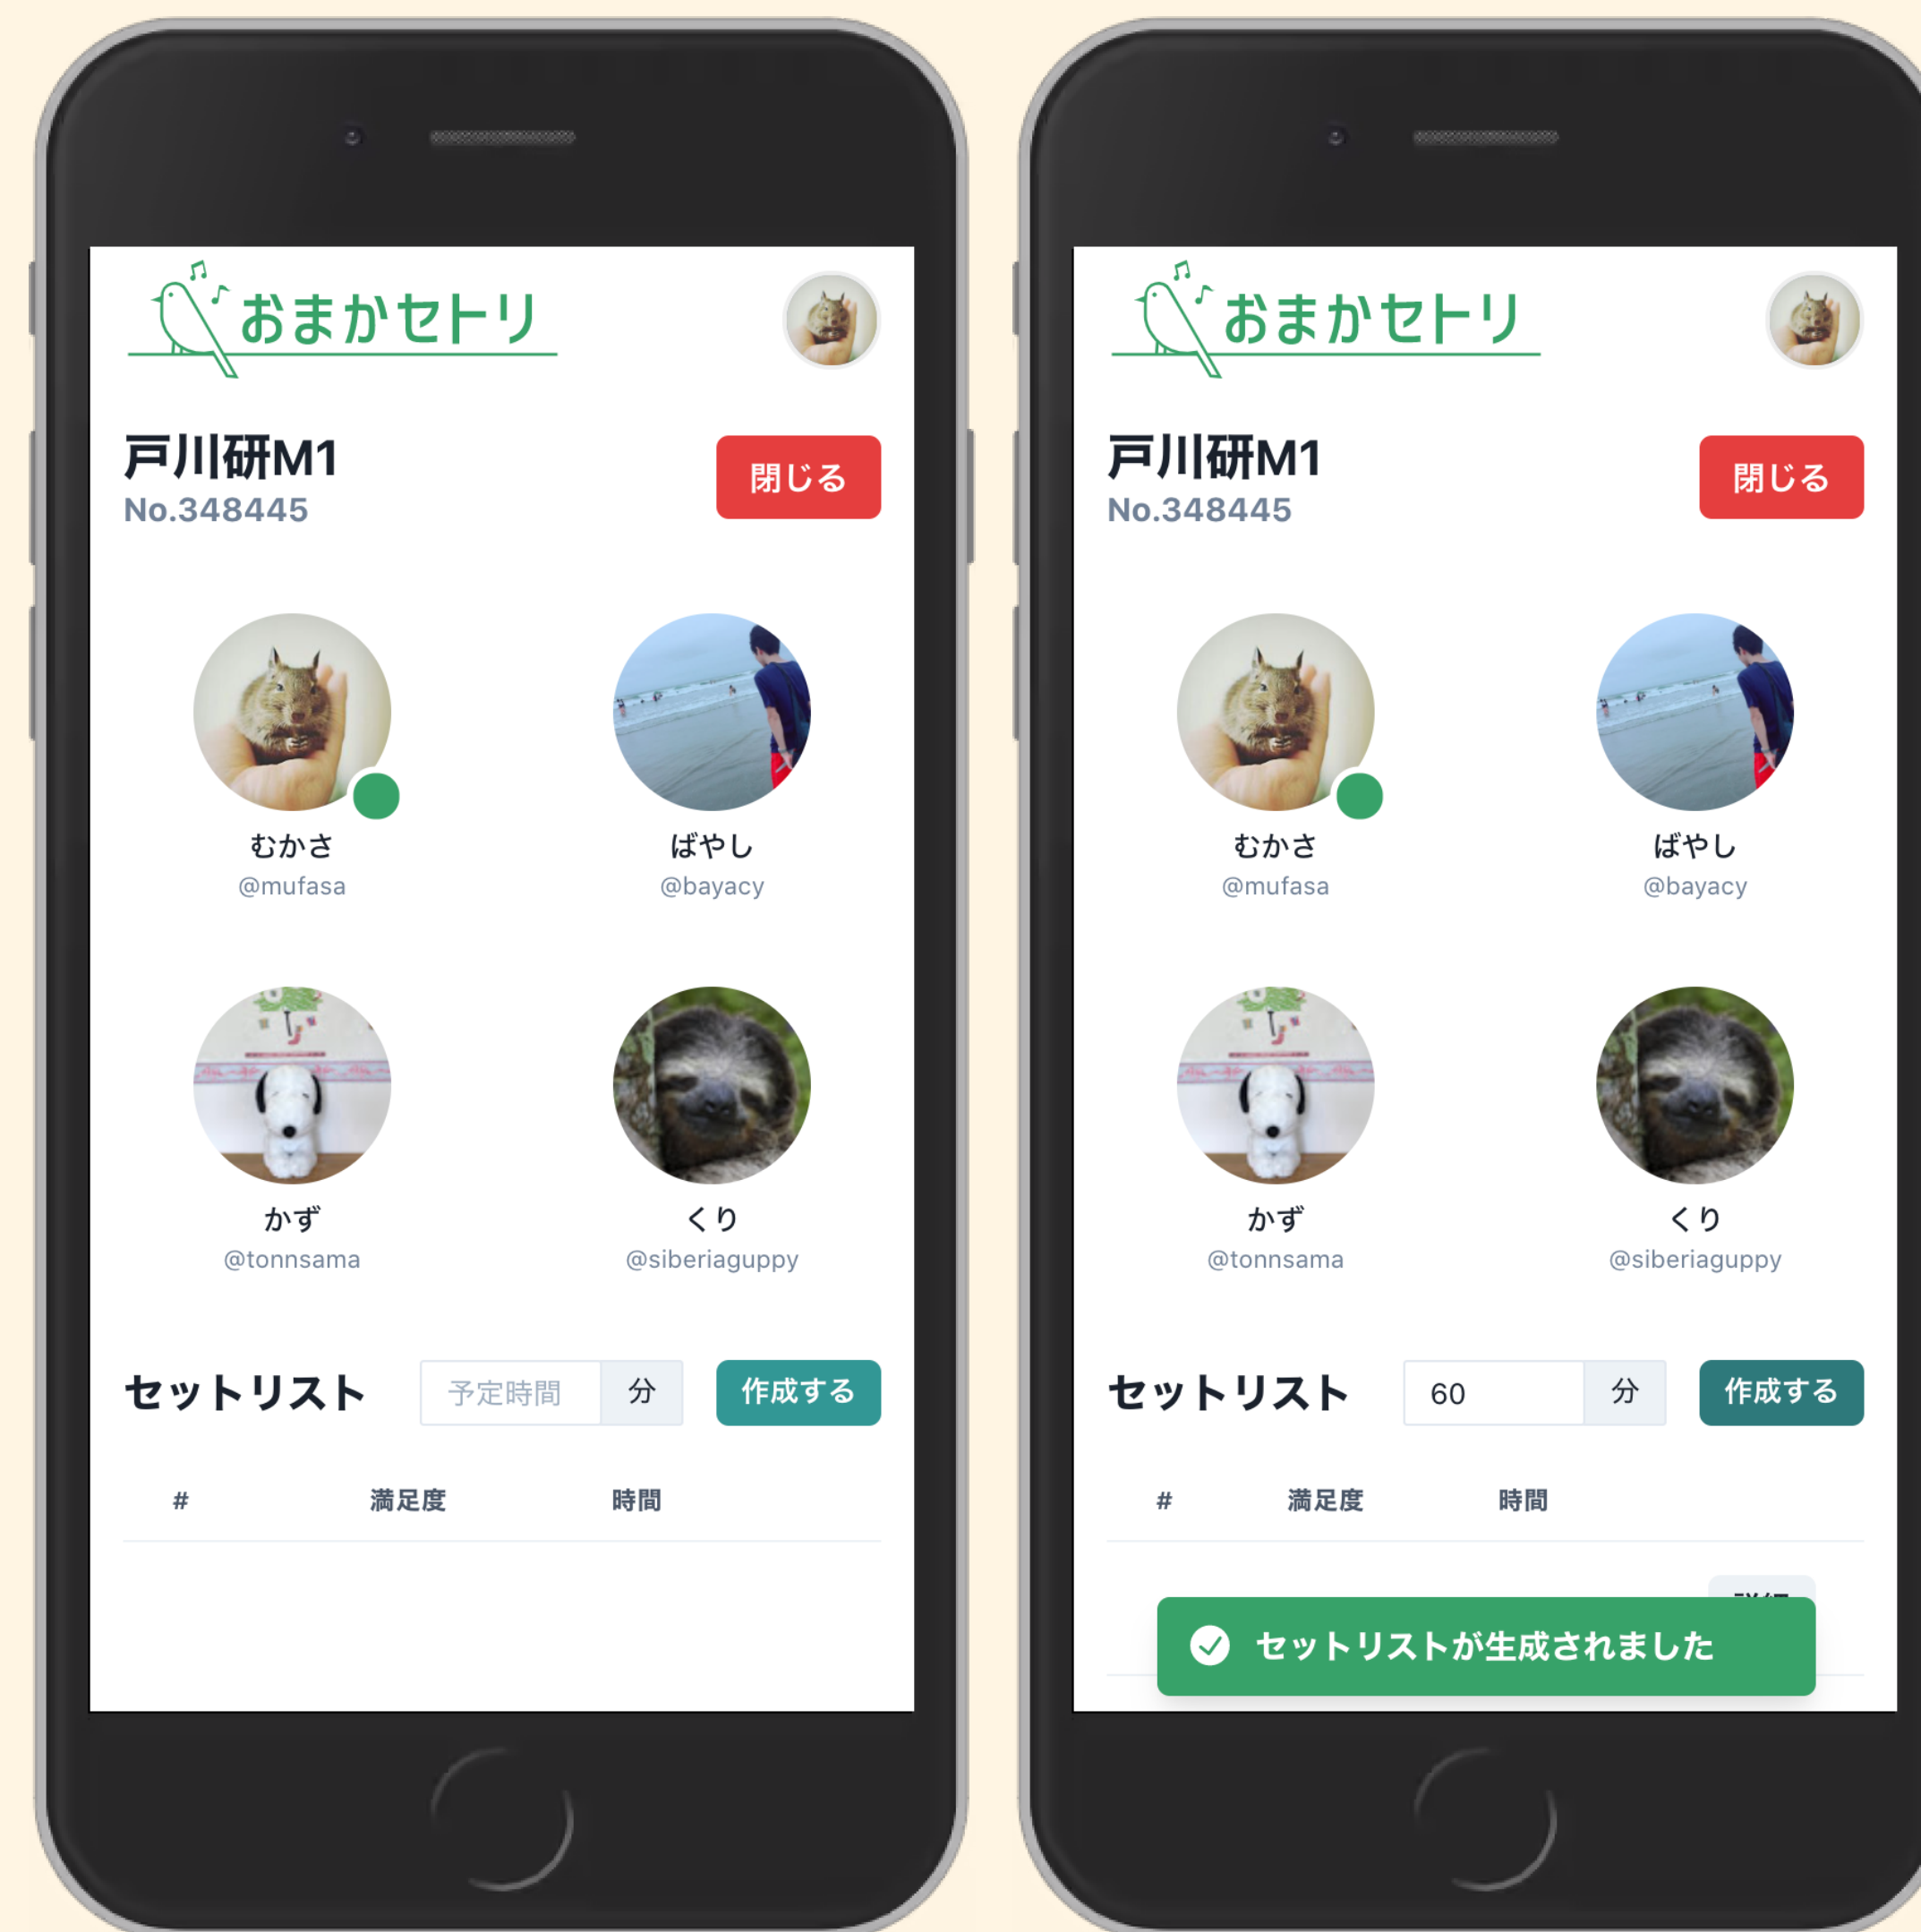 おまかセトリ
戸川研M1
No.348445
閉じる
むかさ
@mufasa
ばやし
@bayacy
かず
@tonnsama
くり
@siberiaguppy
セットリスト 予定時間 分 作成する
# 満足度 時間
おまかセトリ
戸川研M1
No.348445
閉じる
むかさ
@mufasa
ばやし
@bayacy
かず
@tonnsama
くり
@siberiaguppy
セットリスト 60 分 作成する
# 満足度 時間
セットリストが生成されました